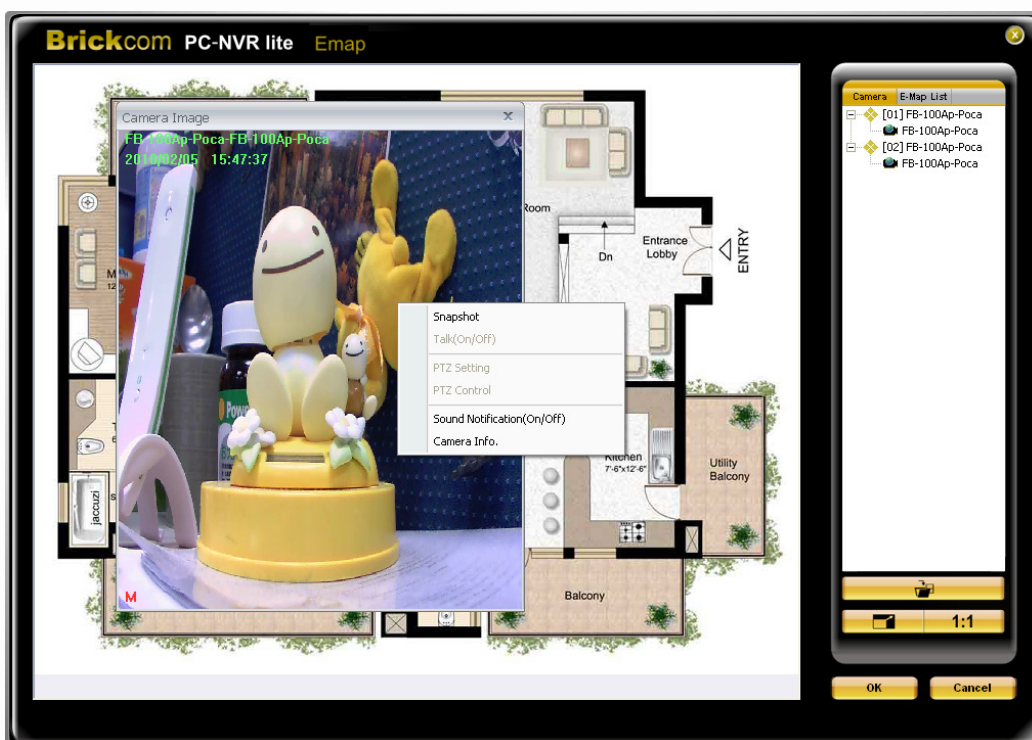 Brickcom PC-NVR lite Emap
Camera Image
FB-100Ap-Poca-FB-100Ap-Poca
2010/02/05 15:47:37
Snapshot
Talk(On/Off)
PTZ Setting
PTZ Control
Sound Notification(On/Off)
Camera Info.
M
Room
Dn
Entrance
Lobby
ENTRY
M
12
T
6
S
jaccuzi
Kitchen
7'-6"x12'-6"
Utility
Balcony
Balcony
Camera E-Map List
[01] FB-100Ap-Poca
FB-100Ap-Poca
[02] FB-100Ap-Poca
FB-100Ap-Poca
1:1
OK Cancel